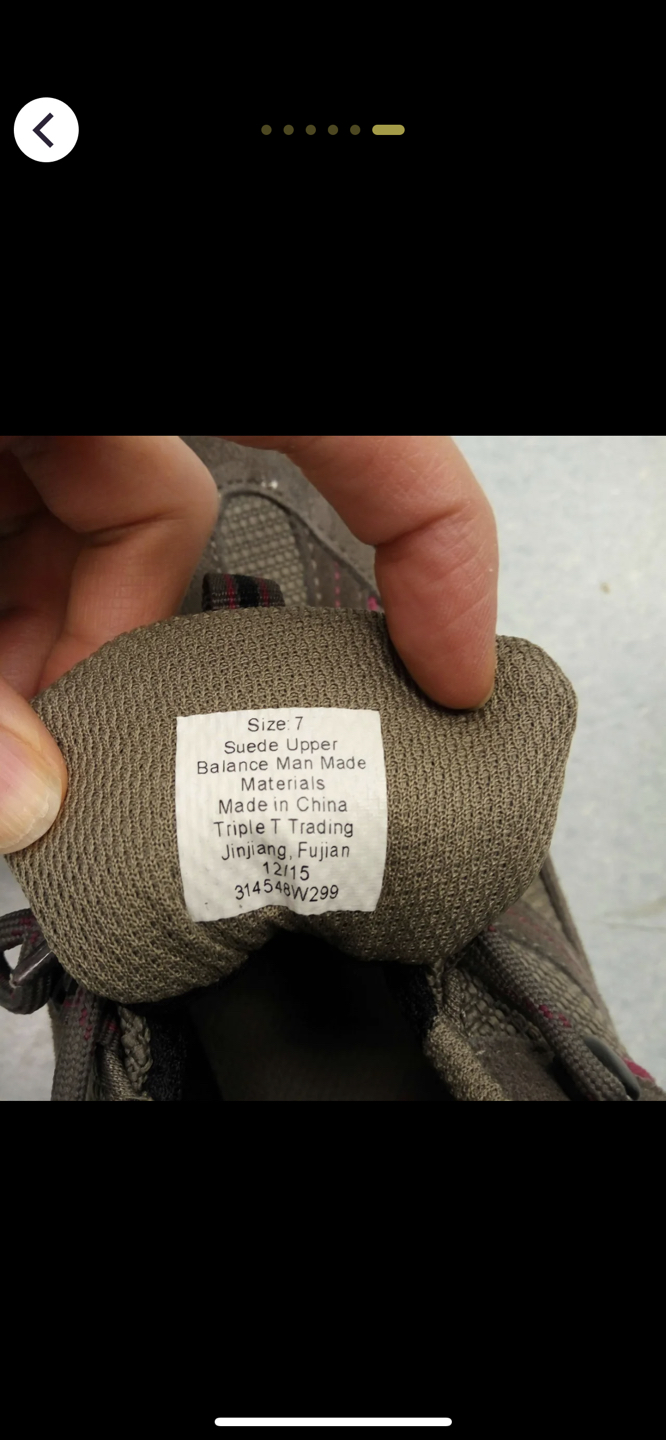 Size: 7
Suede Upper
Balance Man Made
Materials
Made in China
Triple T Trading
Jinjiang, Fujian
12/15
314548W299